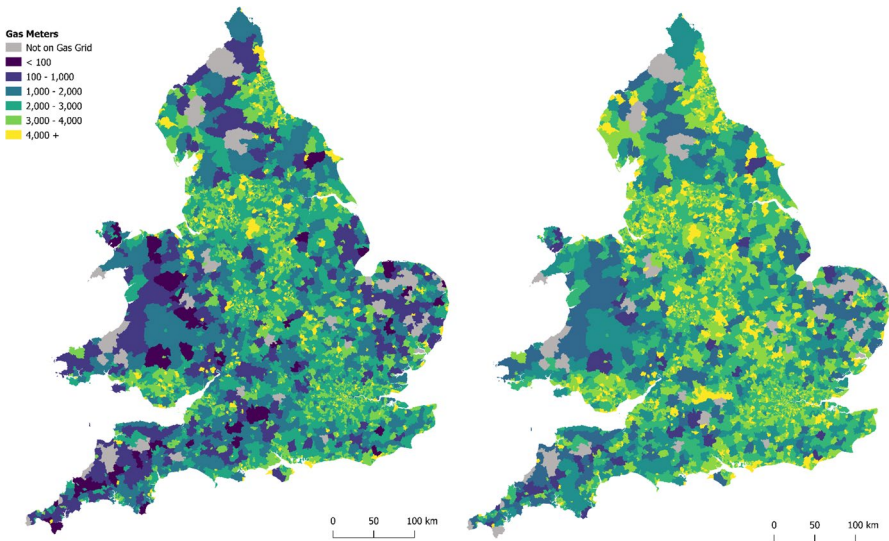 Gas Meters
Not on Gas Grid
< 100
100 - 1,000
1,000 - 2,000
2,000 - 3,000
3,000 - 4,000
4,000 +
0 50 100 km
0 50 100 km